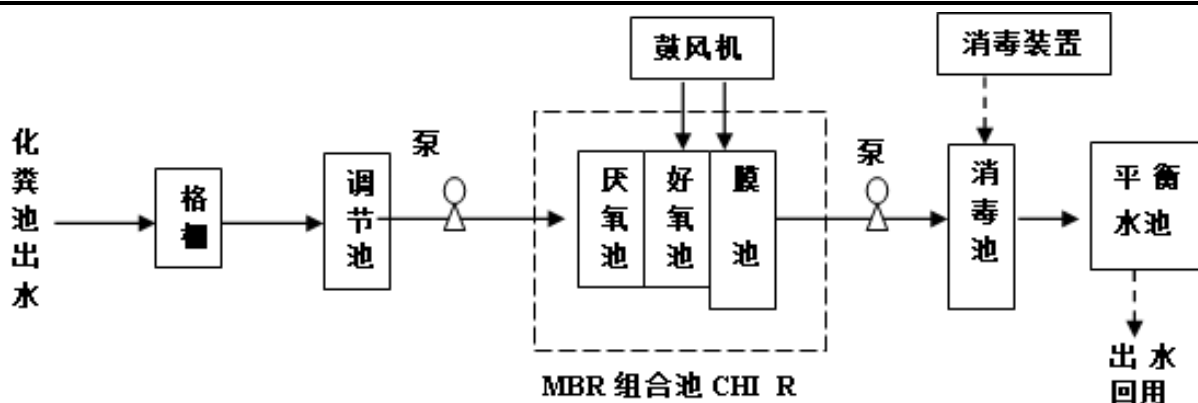 鼓风机
消毒装置
化粪池出水
格栅
调节池
泵
厌氧池
好氧池
膜池
泵
消毒池
平衡
水池
MBR 组合池 CHI R
出水
回用